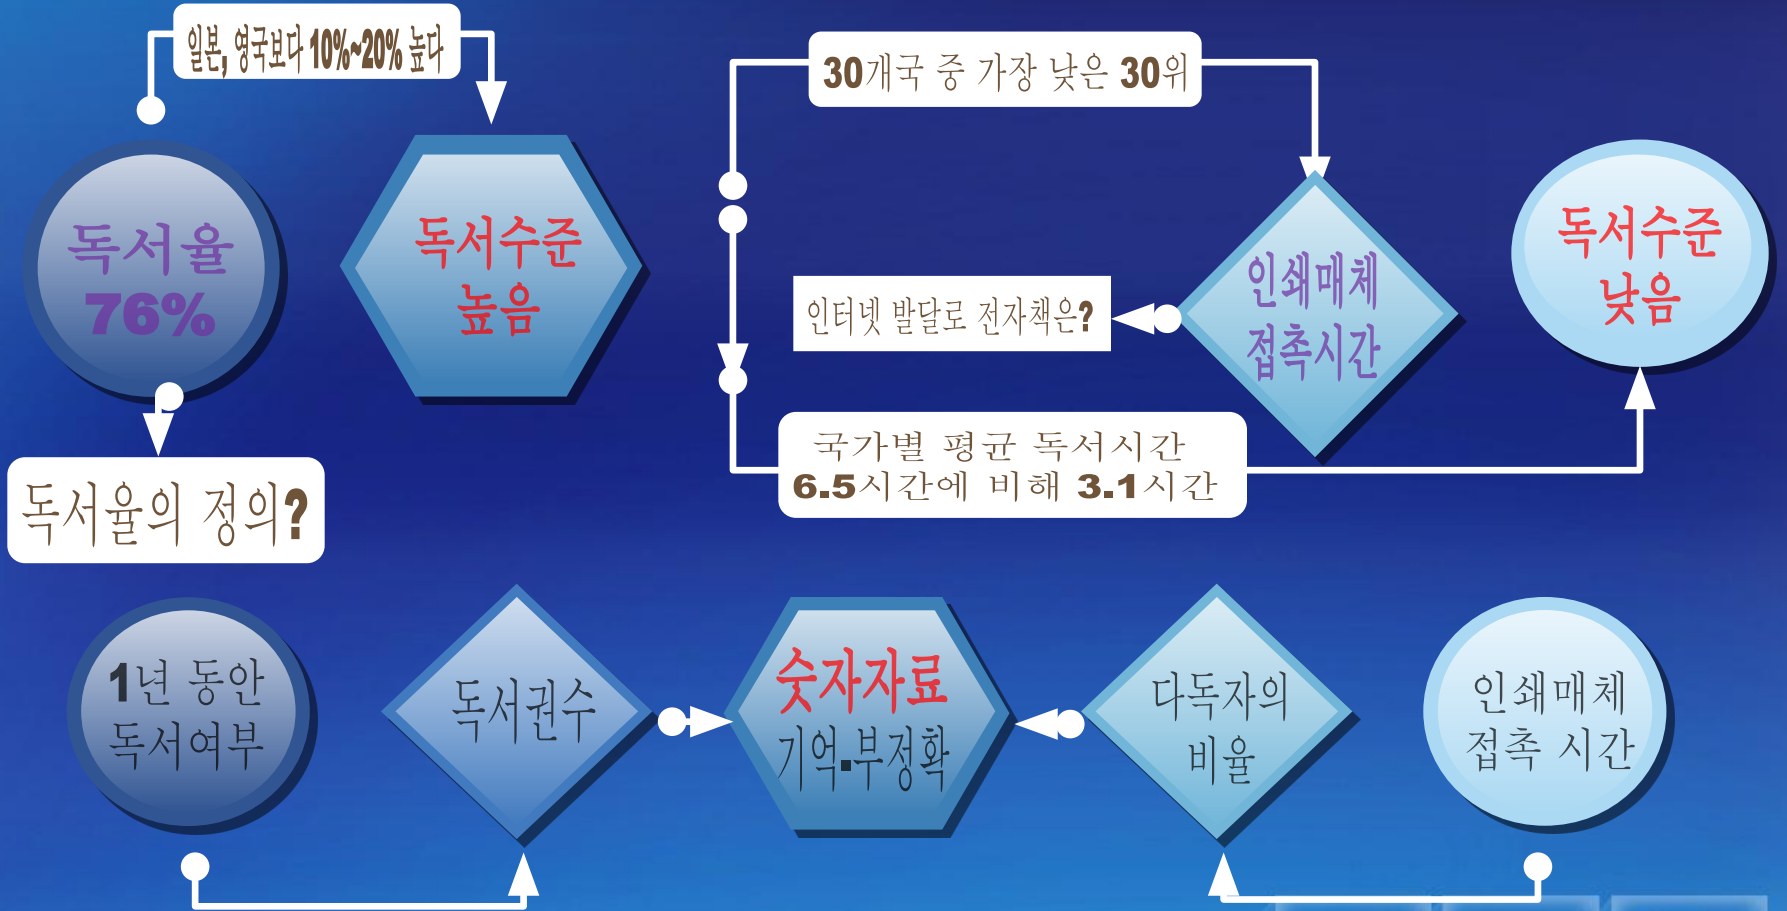 일본, 영국보다 10%~20% 높다
독서율
76%
독서수준
높음
독서율의 정의?
30개국 중 가장 낮은 30위
인쇄매체
접촉시간
인터넷 발달로 전자책은?
독서수준
낮음
국가별 평균 독서시간
6.5시간에 비해 3.1시간
1년 동안
독서여부
독서권수
숫자자료
기억-부정확
다독자의
비율
인쇄매체
접촉 시간